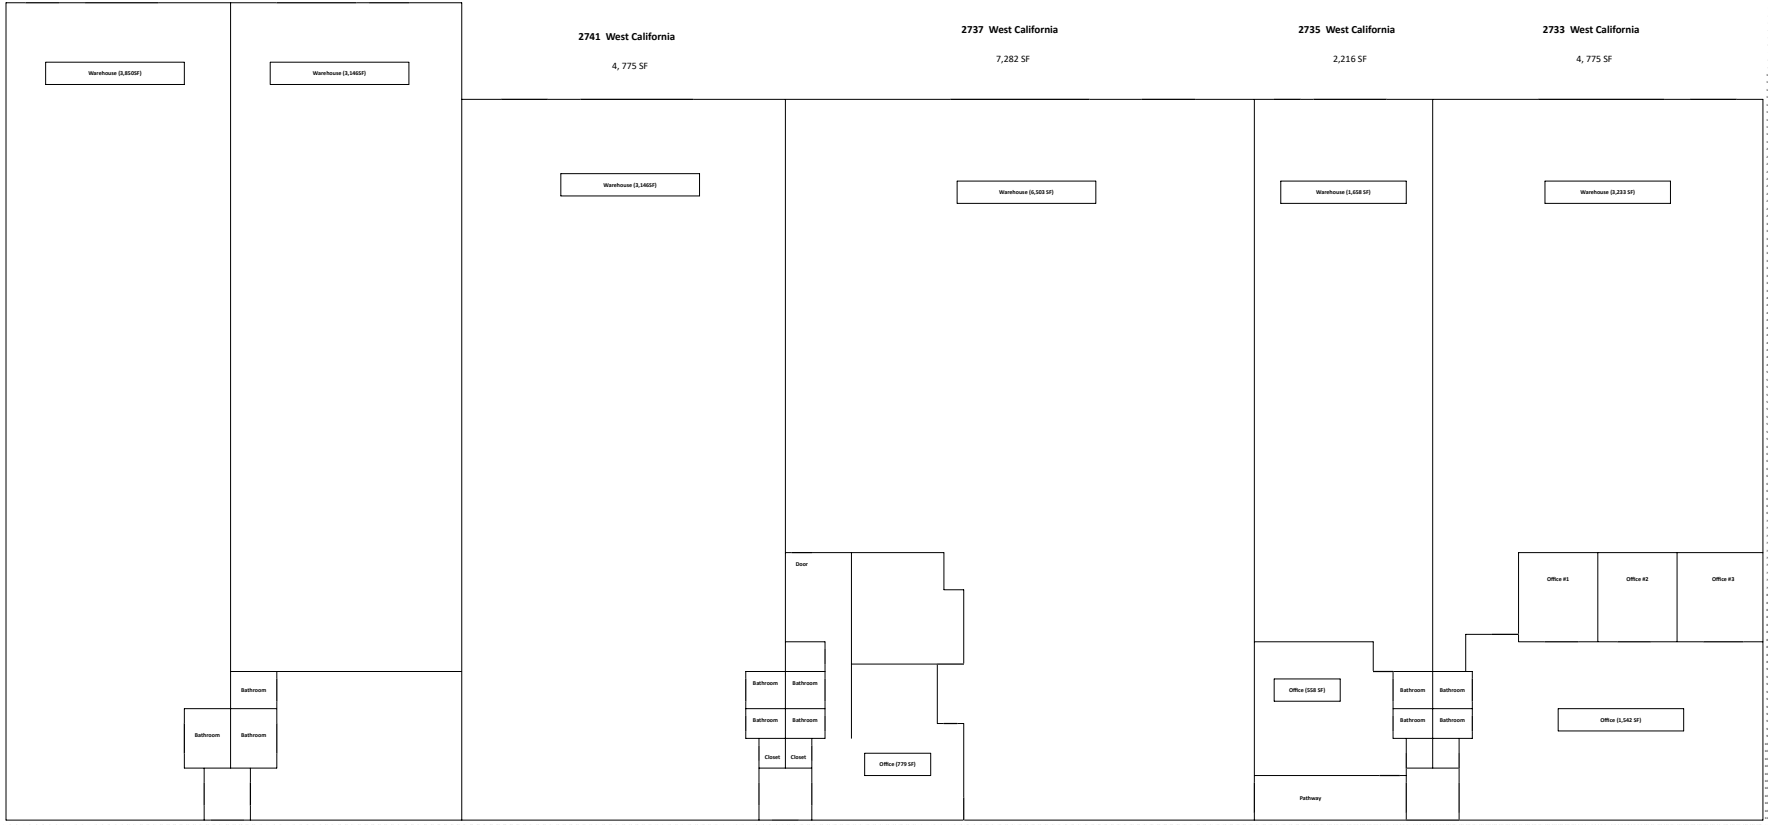 2741 West California
2737 West California
2735 West California
2733 West California
4, 775 SF
7,282 SF
2,216 SF
4, 775 SF
Warehouse (3,850SF)
Warehouse (3,146SF)
Warehouse (3,146SF)
Warehouse (6,503 SF)
Warehouse (1,658 SF)
Warehouse (3,233 SF)
Door
Office #1
Office #2
Office #3
Bathroom
Bathroom
Bathroom
Office (558 SF)
Bathroom
Bathroom
Bathroom
Bathroom
Bathroom
Bathroom
Bathroom
Office (1,542 SF)
Bathroom
Bathroom
Closet
Closet
Office (779 SF)
Pathway